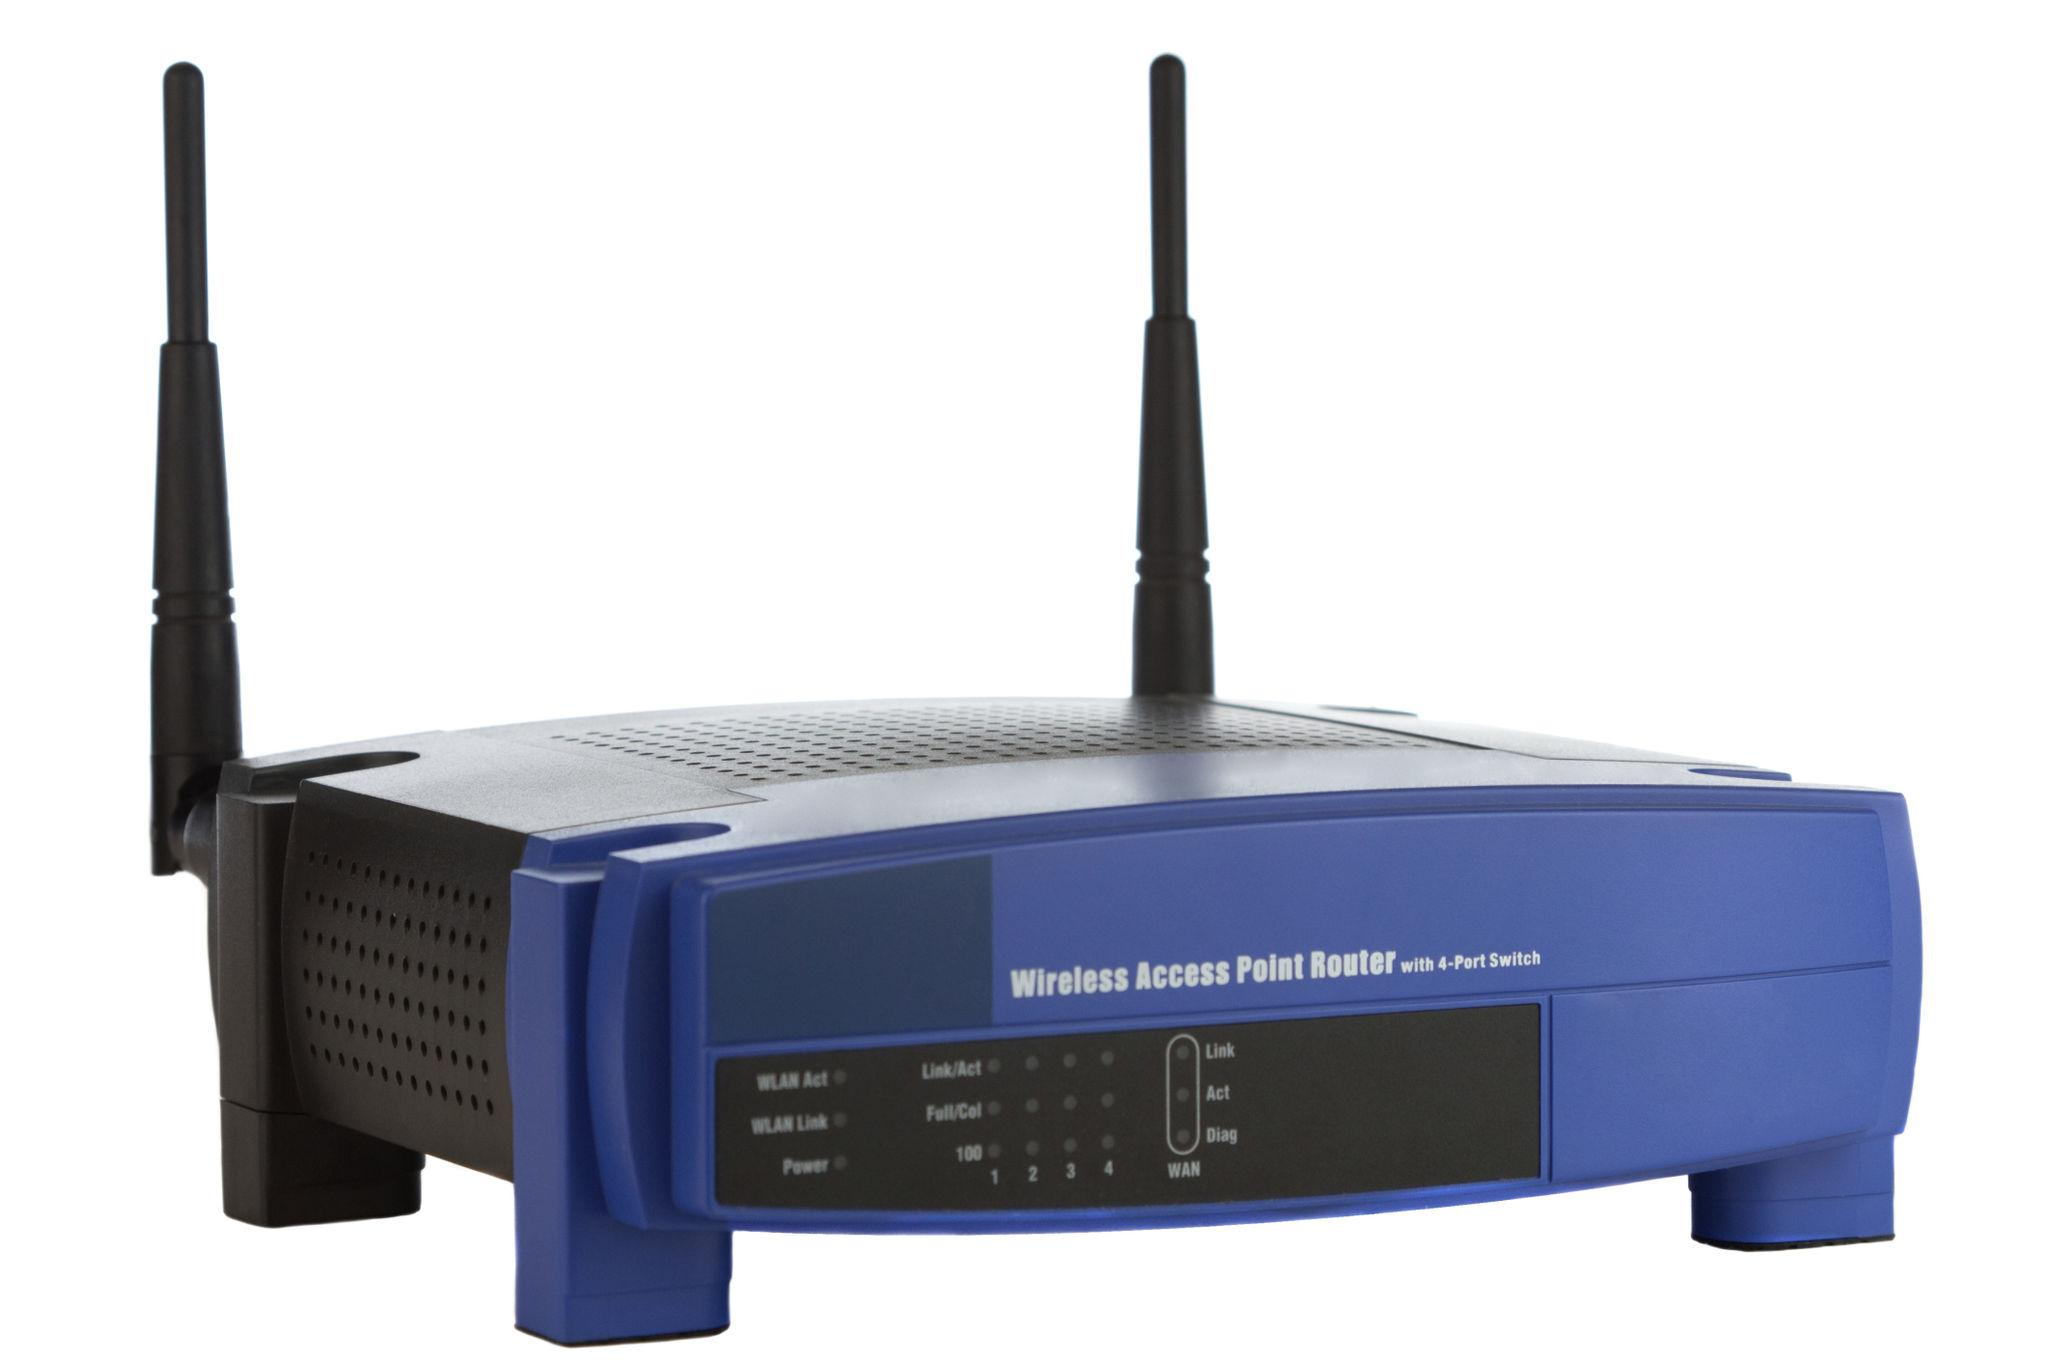 Wireless Access Point Router with 4-Port Switch
WLAN Act
WLAN Link
Power
Link/Act
Full/Col
100
1 2 3 4
Link
Act
Diag
WAN